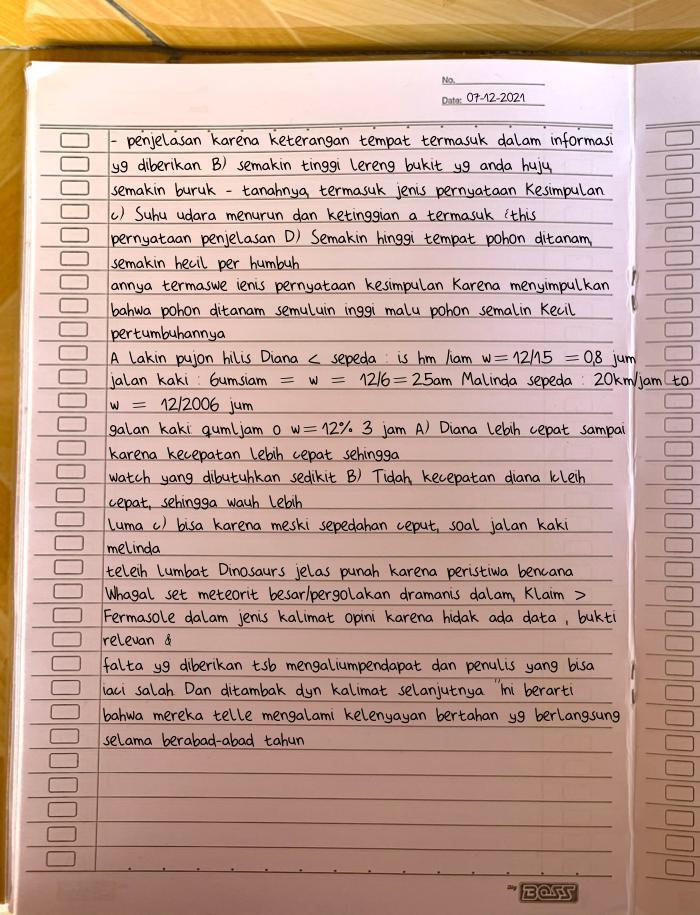 No.
Date: 07-12-2021
- penjelasan karena keterangan tempat termasuk dalam informasi
yg diberikan B) semakin tinggi Lereng bukit yg anda huju,
semakin buruk - tanahnya, termasuk jenis pernyataan Kesimpulan
c) Suhu udara menurun dan ketinggian a termasuk (this
pernyataan penjelasan D) Semakin hinggi tempat pohon ditanam,
semakin hecil per humbuh
annya termaswe ienis pernyataan kesimpulan Karena menyimpulkan
bahwa pohon ditanam semuluin inggi malu pohon semalin Kecil
pertumbuhannya
A lakin pujon hilis Diana < sepeda : is hm /iam w = 12/15 = 0,8 jum
jalan kaki : 6umsiam = w = 12/6 = 25am Malinda sepeda : 20km/jam to
w = 12/2006 jum
galan kaki qumljam o w = 12% 3 jam A) Diana lebih cepat sampai
karena kecepatan lebih cepat sehingga
watch yang dibutuhkan sedikit B) Tidah, kecepatan diana kleih
cepat, sehingga wauh lebih
luma c) bisa karena meski sepedahan ceput, soal jalan kaki
melinda
teleih lumbat Dinosaurs jelas punah karena peristiwa bencana
Whagal set meteorit besar/pergolakan dramanis dalam, Klaim >
Fermasole dalam jenis kalimat opini karena hidak ada data , bukti
relevan &
falta yg diberikan tsb mengaliumpendapat dan penulis yang bisa
iaci salah Dan ditambak dyn kalimat selanjutnya "Ini berarti
bahwa mereka telle mengalami kelenyayan bertahan yg berlangsung
selama berabad-abad tahun
Big BOSS